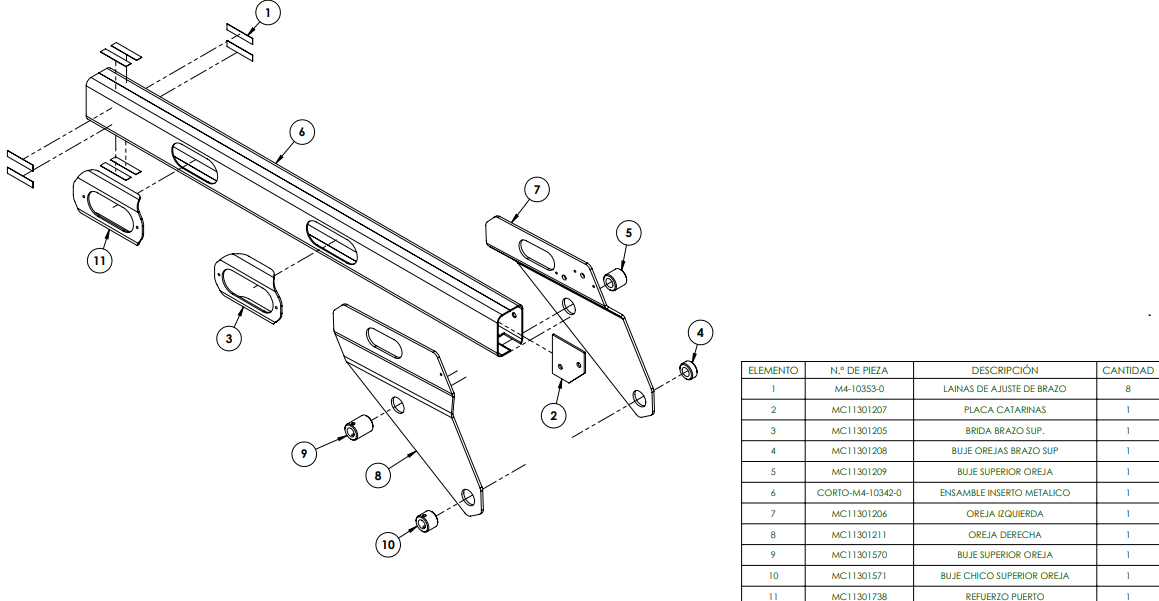 1
6
7
5
11
3
4
2
9
8
10
ELEMENTO N.º DE PIEZA DESCRIPCIÓN CANTIDAD
1 M4-10353-0 LAINAS DE AJUSTE DE BRAZO 8
2 MC11301207 PLACA CATARINAS 1
3 MC11301205 BRIDA BRAZO SUP. 1
4 MC11301208 BUJE OREJAS BRAZO SUP 1
5 MC11301209 BUJE SUPERIOR OREJA 1
6 CORTO-M4-10342-0 ENSAMBLE INSERTO METALICO 1
7 MC11301206 OREJA IZQUIERDA 1
8 MC11301211 OREJA DERECHA 1
9 MC11301570 BUJE SUPERIOR OREJA 1
10 MC11301571 BUJE CHICO SUPERIOR OREJA 1
11 MC11301738 REFUERZO PUERTO 1